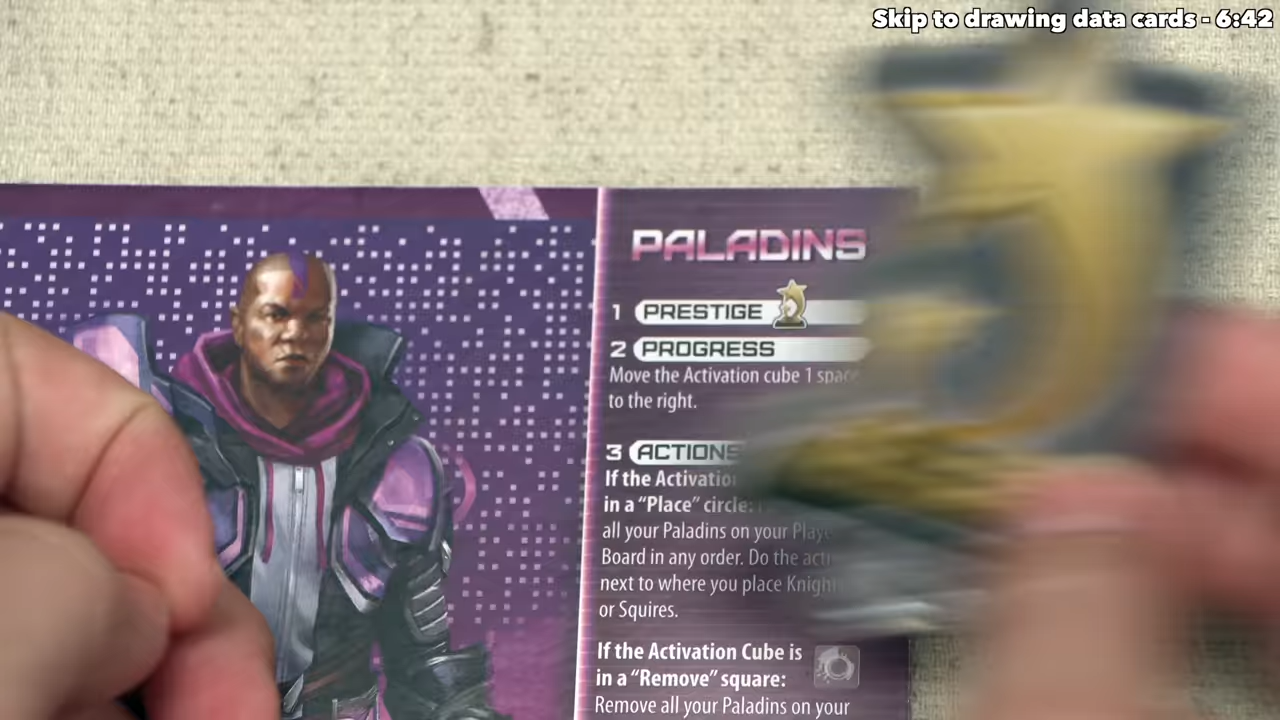 Skip to drawing data cards - 6:42
PALADINS
1 PRESTIGE
2 PROGRESS
Move the Activation cube 1 space
to the right.
3 ACTIONS
If the Activation
in a “Place” circle:
all your Paladins on your Player
Board in any order. Do the
next to where you place Knights
or Squires.
If the Activation Cube is
in a “Remove” square:
Remove all your Paladins on your